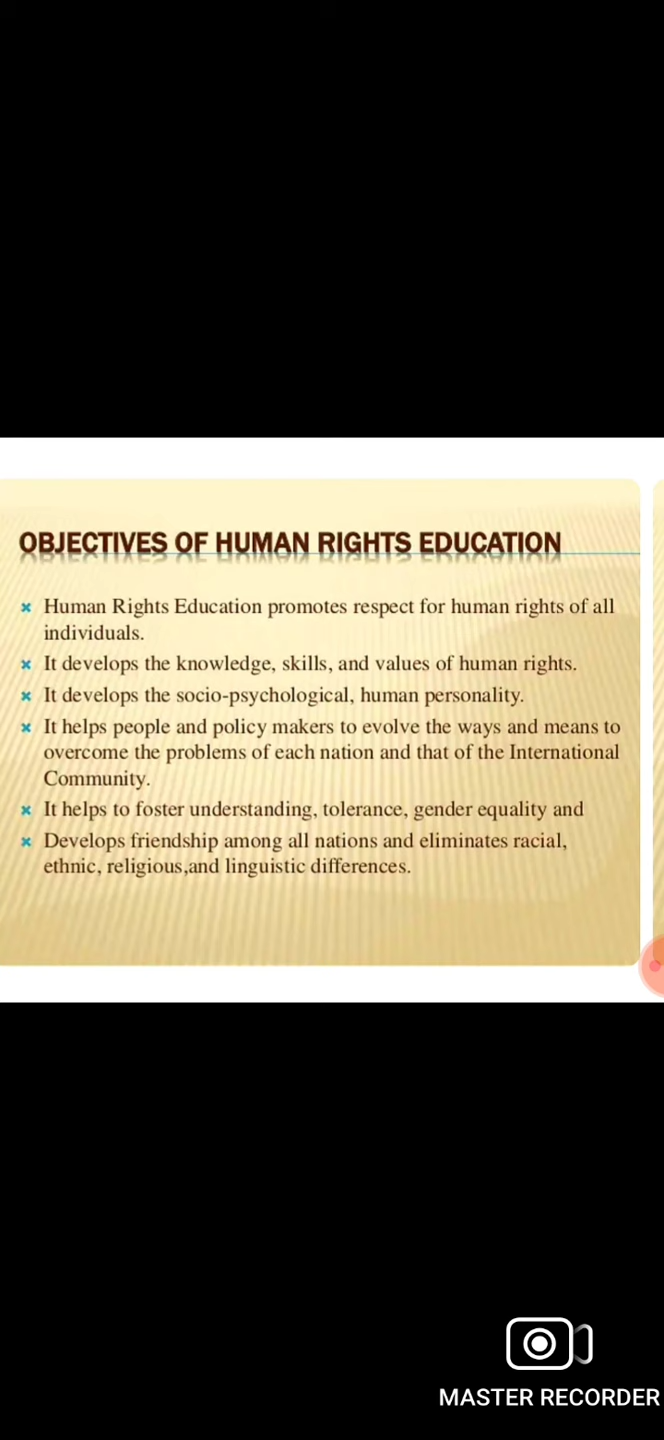 OBJECTIVES OF HUMAN RIGHTS EDUCATION
Human Rights Education promotes respect for human rights of all
individuals.
It develops the knowledge, skills, and values of human rights.
It develops the socio-psychological, human personality.
It helps people and policy makers to evolve the ways and means to
overcome the problems of each nation and that of the International
Community.
It helps to foster understanding, tolerance, gender equality and
Develops friendship among all nations and eliminates racial,
ethnic, religious,and linguistic differences.
MASTER RECORDER